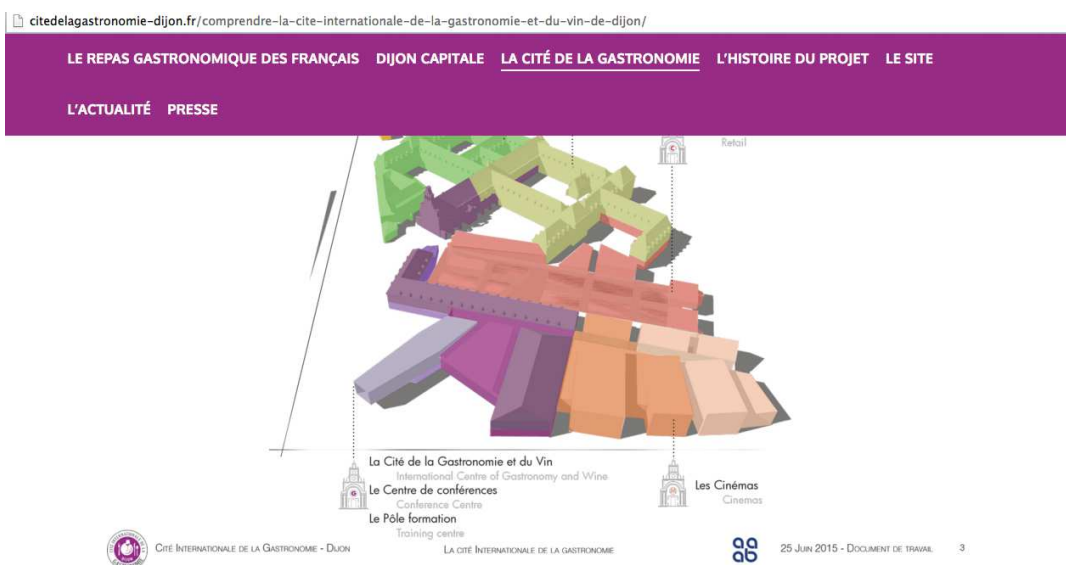 citedelagastronomie-dijon.fr/comprendre-la-cite-internationale-de-la-gastronomie-et-du-vin-de-dijon/
LE REPAS GASTRONOMIQUE DES FRANÇAIS DIJON CAPITALE LA CITÉ DE LA GASTRONOMIE L'HISTOIRE DU PROJET LE SITE
L'ACTUALITÉ PRESSE
Retail
La Cité de la Gastronomie et du Vin
International Centre of Gastronomy and Wine
Le Centre de conférences
Conference Centre
Le Pôle formation
Training centre
Les Cinémas
Cinemas
CITÉ INTERNATIONALE DE LA GASTRONOMIE - DIJON LA CITÉ INTERNATIONALE DE LA GASTRONOMIE 25 JUIN 2015 - DOCUMENT DE TRAVAIL 3